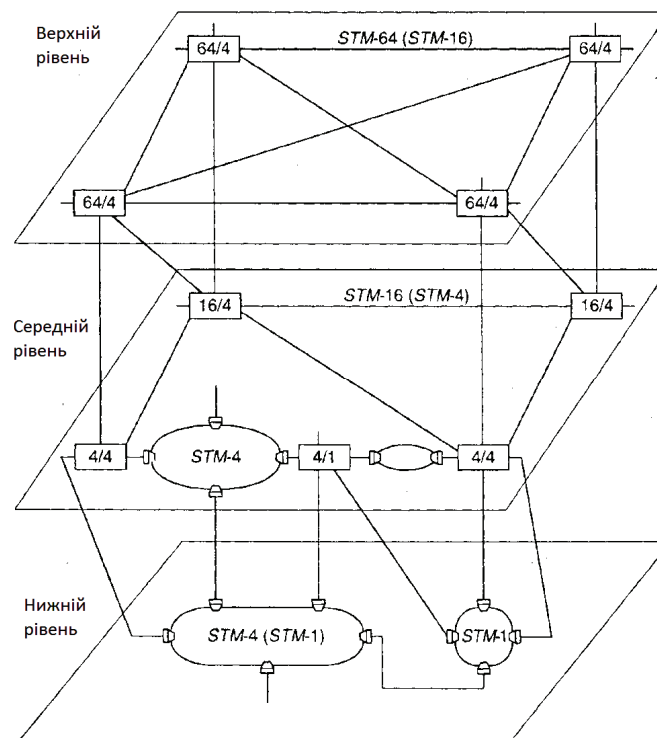 Верхній
рівень
64/4
STM-64 (STM-16)
64/4
64/4
64/4
16/4
STM-16 (STM-4)
16/4
Середній
рівень
4/4
STM-4
4/1
4/4
Нижній
рівень
STM-4 (STM-1)
STM-1